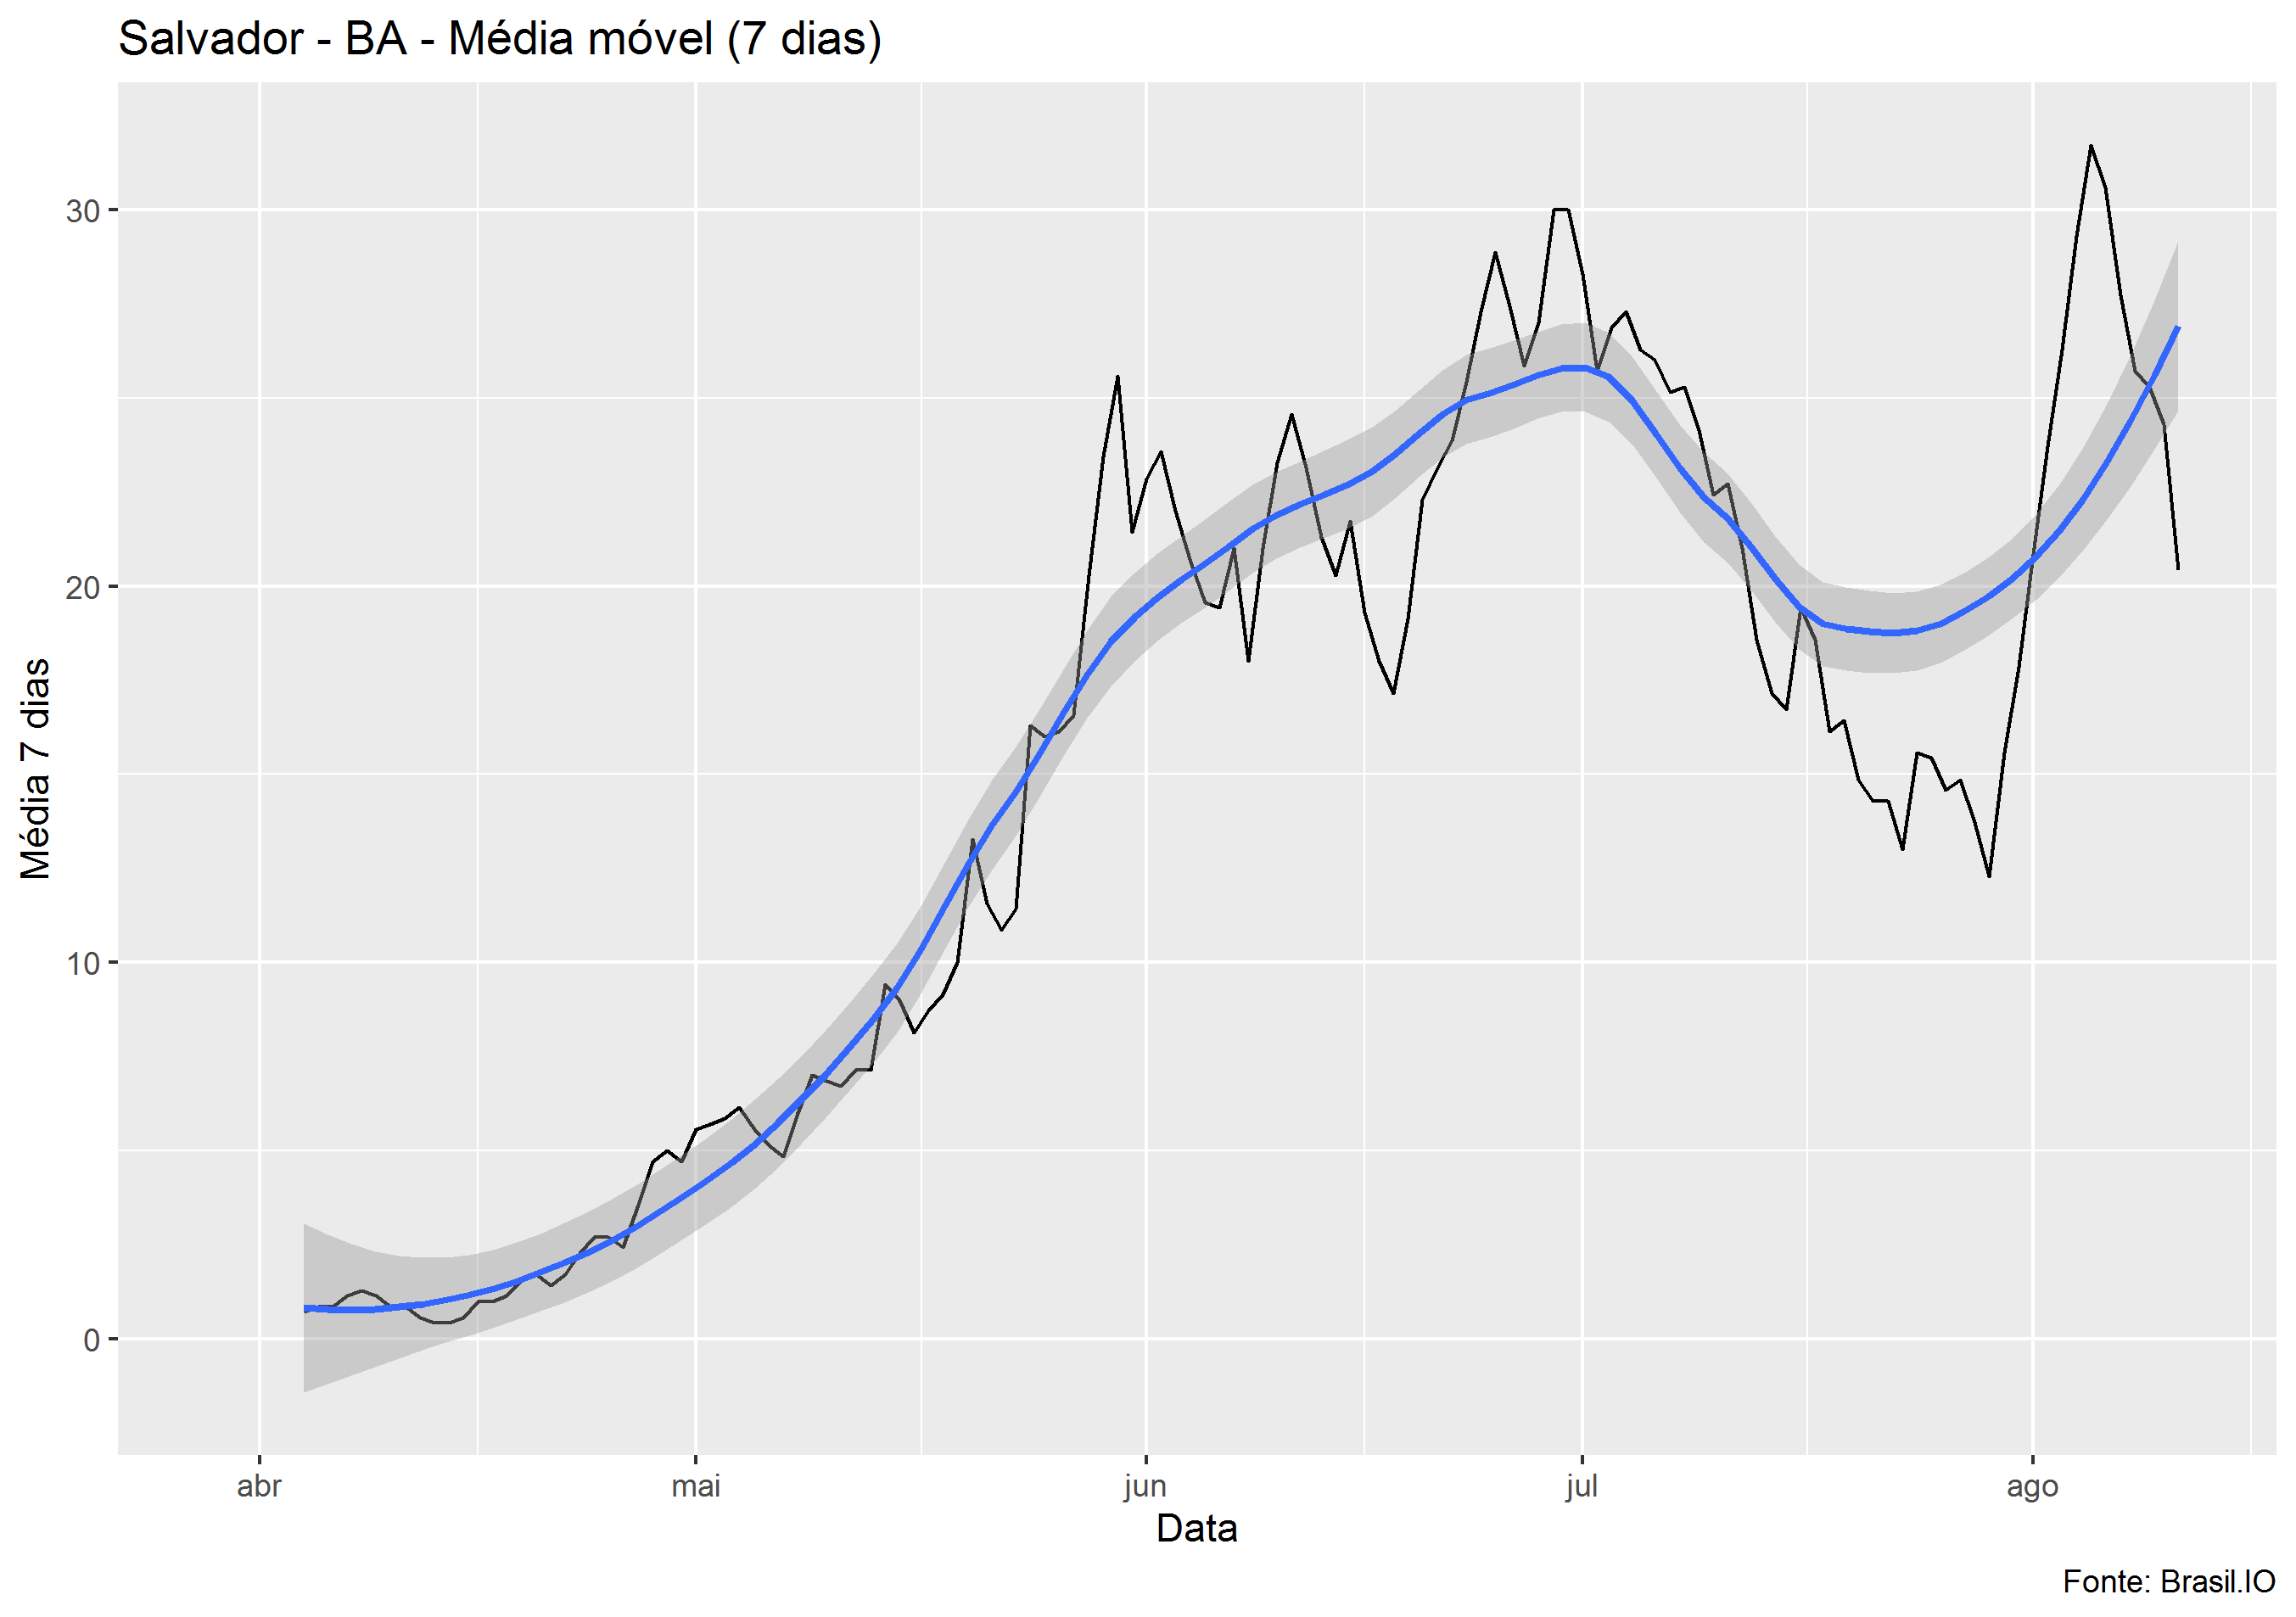 Salvador - BA - Média móvel (7 dias)
Média 7 dias
30
20
10
0
abr mai jun jul ago
Data
Fonte: Brasil.IO